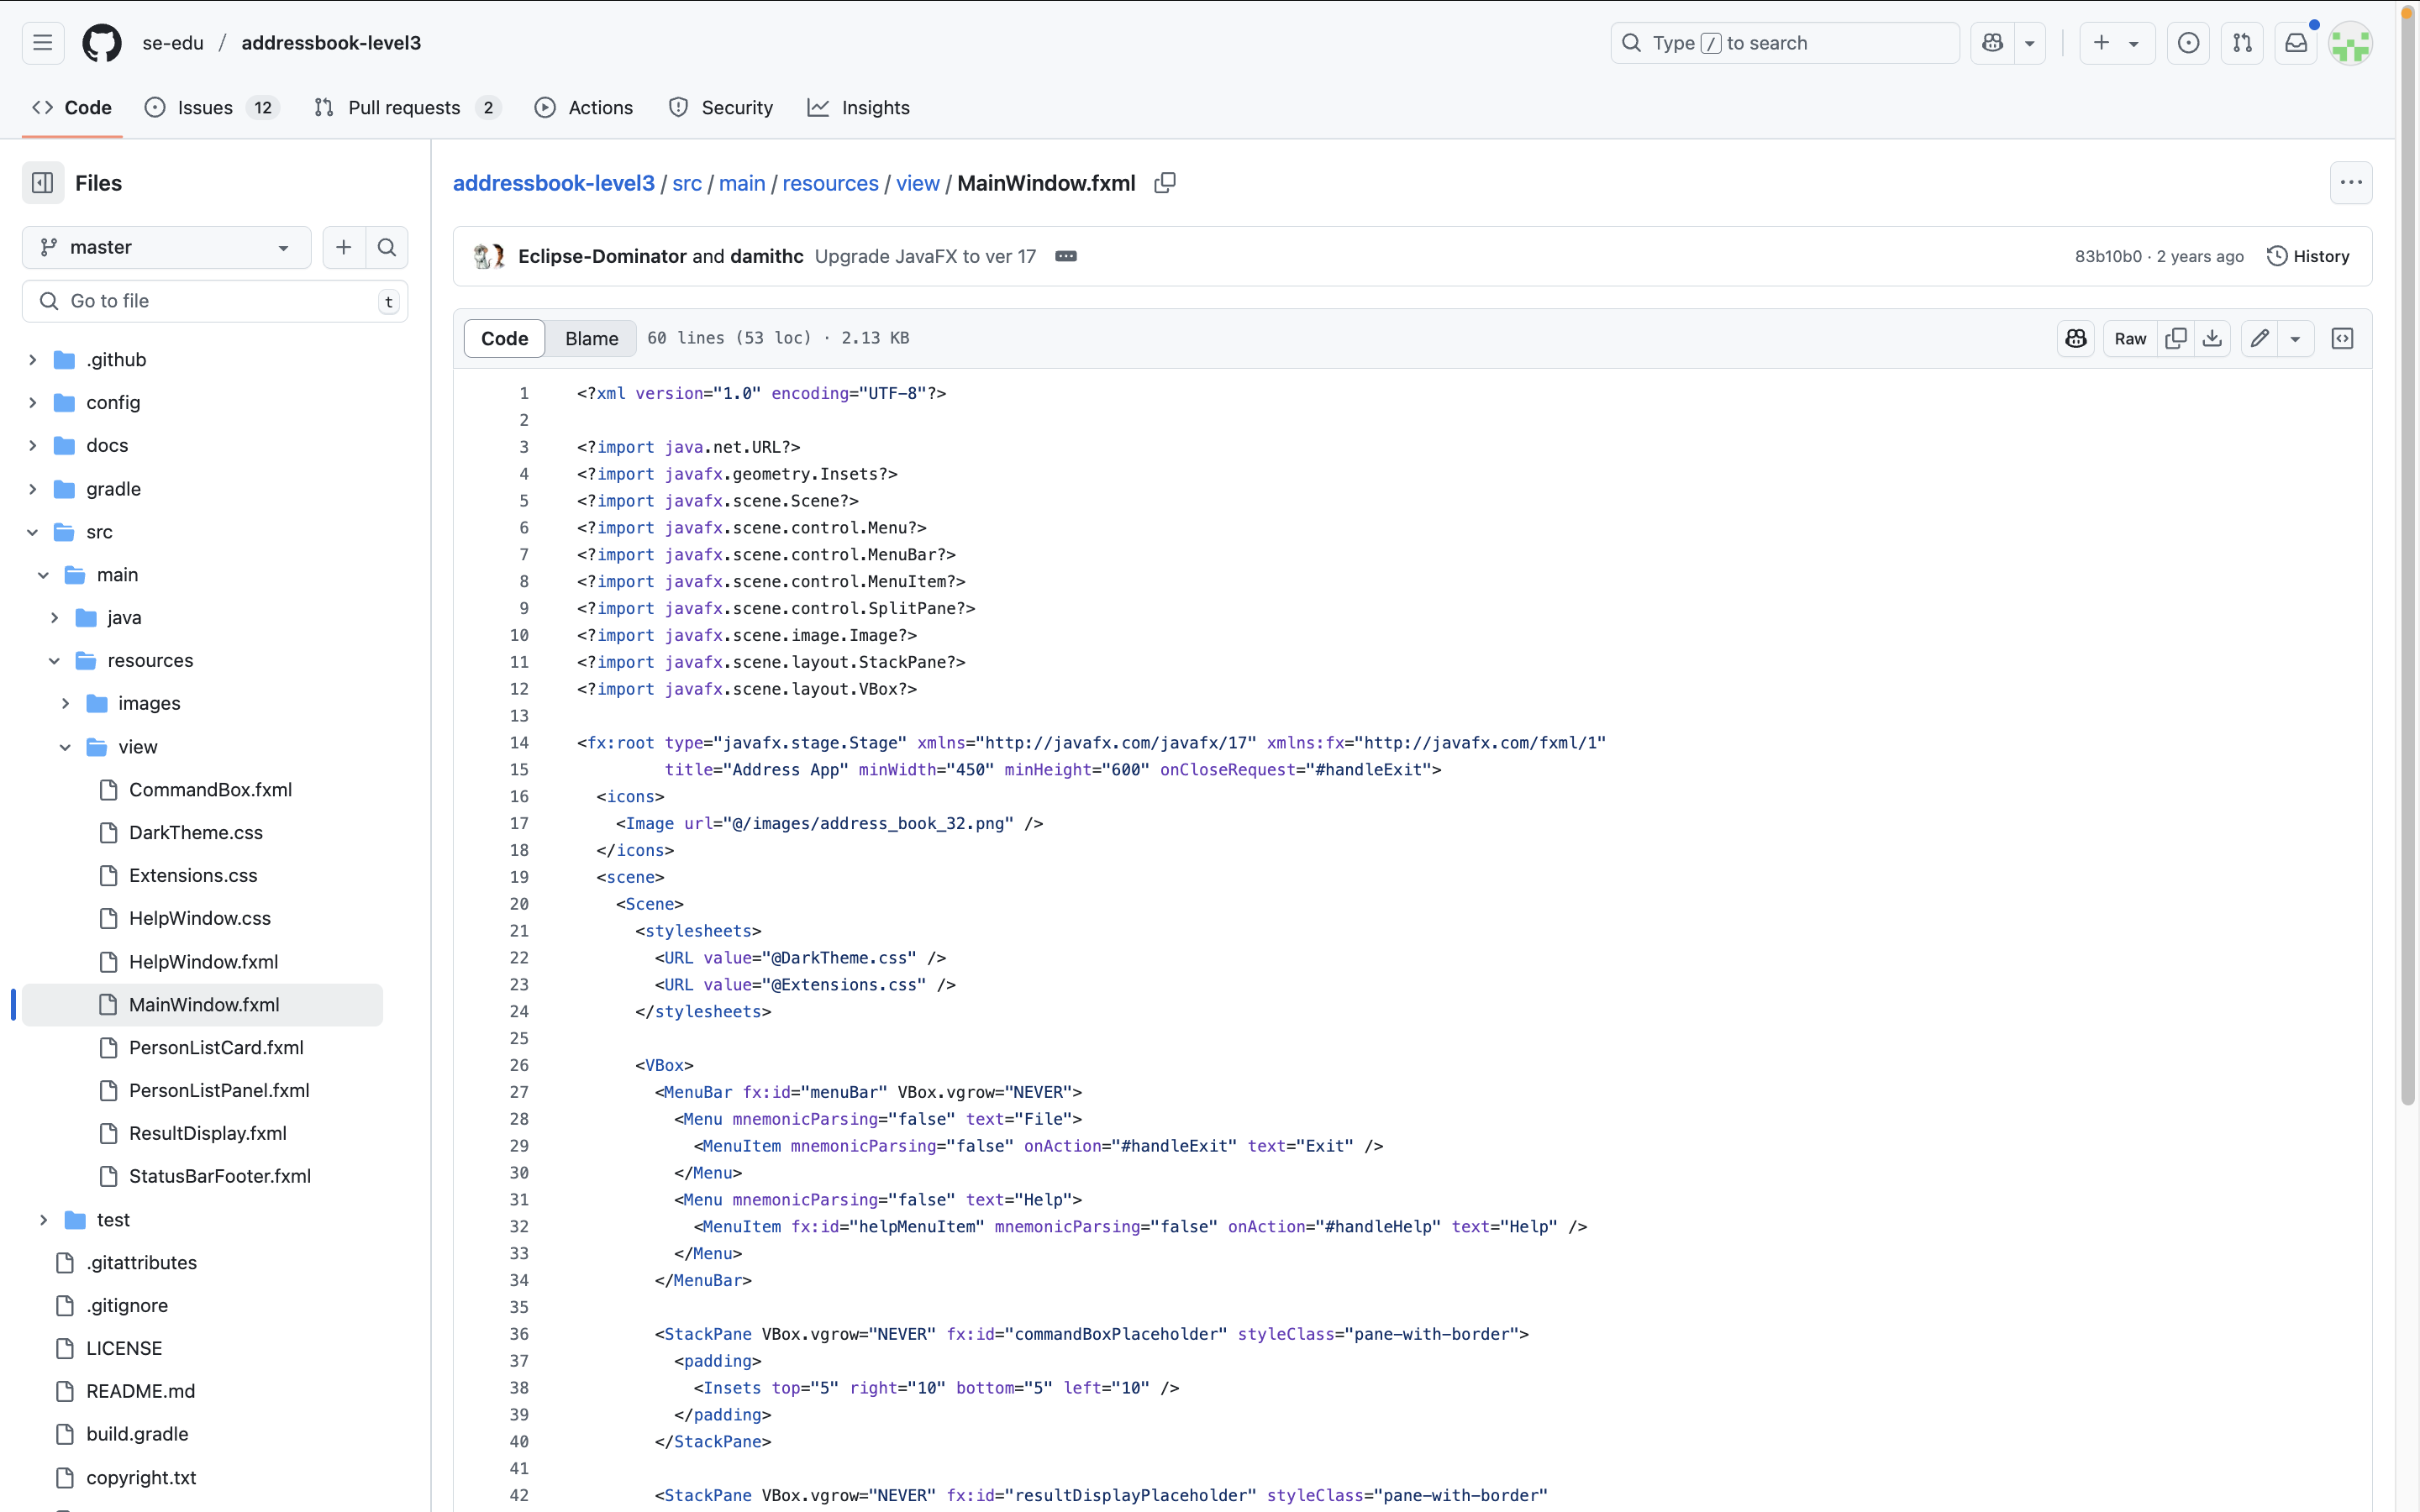 se-edu / addressbook-level3
Type / to search
Code
Issues 12
Pull requests 2
Actions
Security
Insights
Files
master
Go to file
t
.github
config
docs
gradle
src
main
java
resources
images
view
CommandBox.fxml
DarkTheme.css
Extensions.css
HelpWindow.css
HelpWindow.fxml
MainWindow.fxml
PersonListCard.fxml
PersonListPanel.fxml
ResultDisplay.fxml
StatusBarFooter.fxml
test
.gitattributes
.gitignore
LICENSE
README.md
build.gradle
copyright.txt
addressbook-level3 / src / main / resources / view / MainWindow.fxml
Eclipse-Dominator and damithc Upgrade JavaFX to ver 17
83b10b0 · 2 years ago
History
Code
Blame
60 lines (53 loc) · 2.13 KB
Raw
1 <?xml version="1.0" encoding="UTF-8"?>
2
3 <?import java.net.URL?>
4 <?import javafx.geometry.Insets?>
5 <?import javafx.scene.Scene?>
6 <?import javafx.scene.control.Menu?>
7 <?import javafx.scene.control.MenuBar?>
8 <?import javafx.scene.control.MenuItem?>
9 <?import javafx.scene.control.SplitPane?>
10 <?import javafx.scene.image.Image?>
11 <?import javafx.scene.layout.StackPane?>
12 <?import javafx.scene.layout.VBox?>
13
14 <fx:root type="javafx.stage.Stage" xmlns="http://javafx.com/javafx/17" xmlns:fx="http://javafx.com/fxml/1"
15 title="Address App" minWidth="450" minHeight="600" onCloseRequest="#handleExit">
16 <icons>
17 <Image url="@/images/address_book_32.png" />
18 </icons>
19 <scene>
20 <Scene>
21 <stylesheets>
22 <URL value="@DarkTheme.css" />
23 <URL value="@Extensions.css" />
24 </stylesheets>
25
26 <VBox>
27 <MenuBar fx:id="menuBar" VBox.vgrow="NEVER">
28 <Menu mnemonicParsing="false" text="File">
29 <MenuItem mnemonicParsing="false" onAction="#handleExit" text="Exit" />
30 </Menu>
31 <Menu mnemonicParsing="false" text="Help">
32 <MenuItem fx:id="helpMenuItem" mnemonicParsing="false" onAction="#handleHelp" text="Help" />
33 </Menu>
34 </MenuBar>
35
36 <StackPane VBox.vgrow="NEVER" fx:id="commandBoxPlaceholder" styleClass="pane-with-border">
37 <padding>
38 <Insets top="5" right="10" bottom="5" left="10" />
39 </padding>
40 </StackPane>
41
42 <StackPane VBox.vgrow="NEVER" fx:id="resultDisplayPlaceholder" styleClass="pane-with-border"